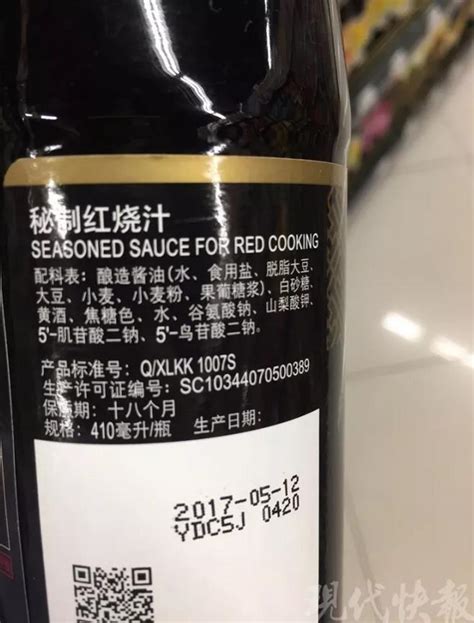 秘制红烧汁
SEASONED SAUCE FOR RED COOKING
配料表：酿造酱油(水、食用盐、脱脂大豆、
大豆、小麦、小麦粉、果葡糖浆)、白砂糖、
黄酒、焦糖色、水、谷氨酸钠、山梨酸钾、
5'-肌苷酸二钠、5'-鸟苷酸二钠
产品标准号：Q/XLKK 1007S
生产许可证编号：SC10344070500389
保质期：十八个月
规格：410毫升/瓶 生产日期：
2017-05-12
YDC5J 0420
现代快報